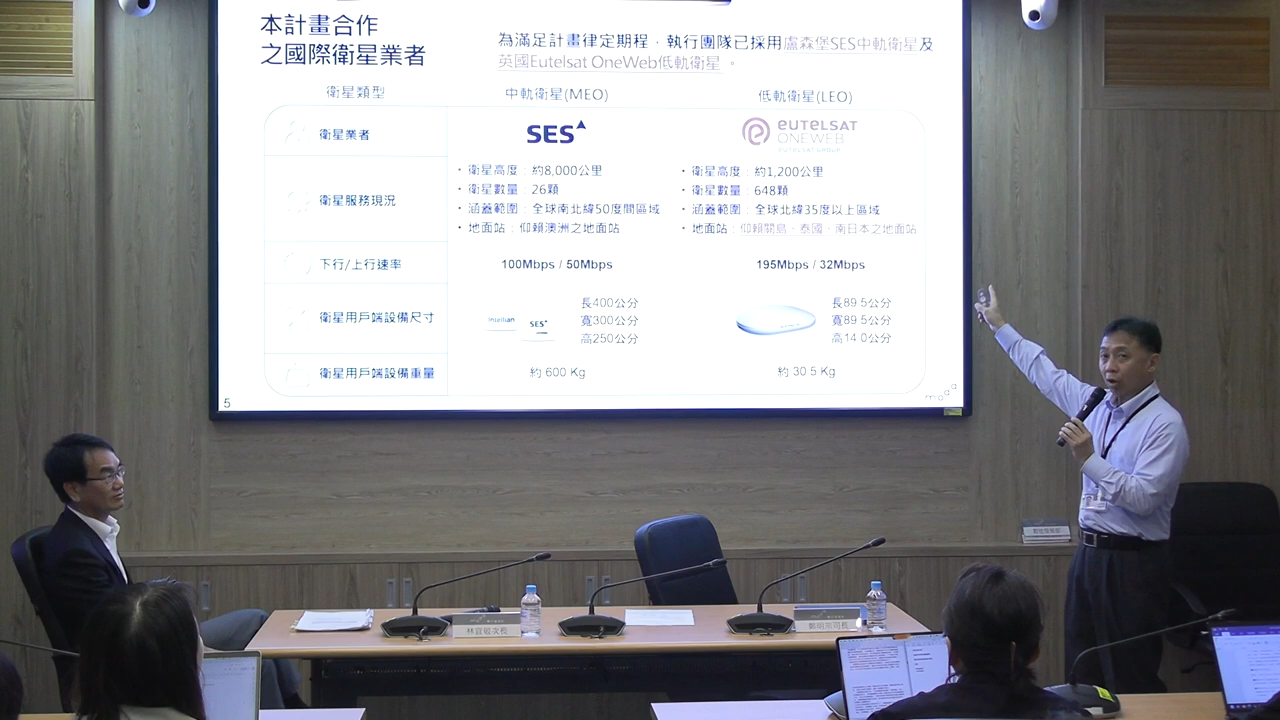 本計畫合作
之國際衛星業者
為滿足計畫律定期程，執行團隊已採用盧森堡SES中軌衛星及
英國Eutelsat OneWeb低軌衛星 。
衛星類型
中軌衛星(MEO)
低軌衛星(LEO)
衛星業者
SES
eUTELSAT
ONEWEB
EUTELSAT GROUP
衛星服務現況
• 衛星高度：約8,000公里
• 衛星數量：26顆
• 涵蓋範圍：全球南北緯50度間區域
• 地面站：仰賴澳洲之地面站
• 衛星高度：約1,200公里
• 衛星數量：648顆
• 涵蓋範圍：全球北緯35度以上區域
• 地面站：仰賴關島、泰國、南日本之地面站
下行/上行速率
100Mbps / 50Mbps
195Mbps / 32Mbps
衛星用戶端設備尺寸
intellian
SES
長400公分
寬300公分
高250公分
長89.5公分
寬89.5公分
高14.0公分
衛星用戶端設備重量
約 600 Kg
約 30.5 Kg
5
moda
林宜敬次長
鄭明宗司長